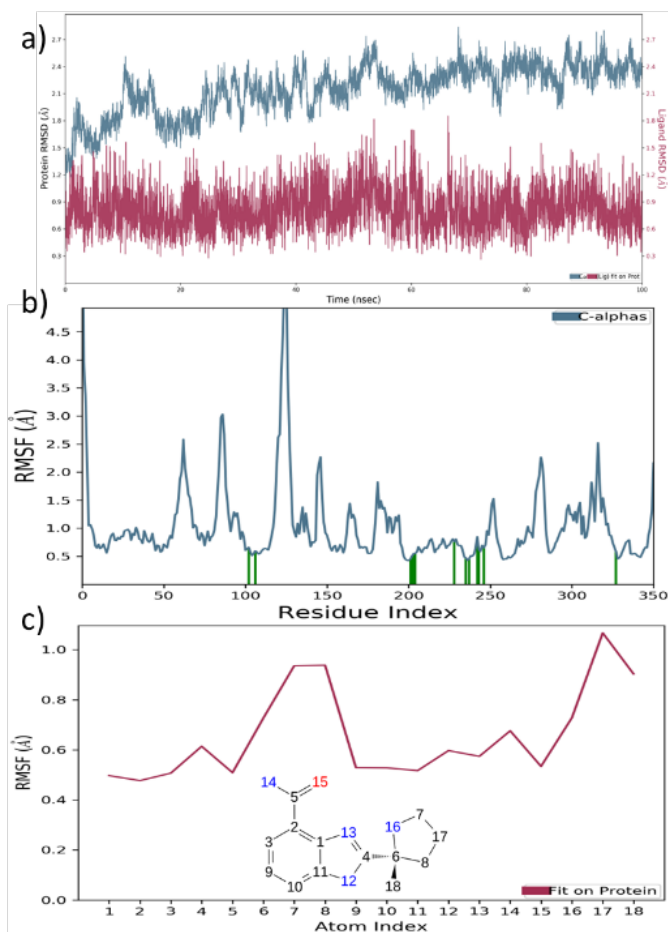 a)
2.7
2.4
2.1
1.8
1.5
1.2
0.9
0.6
0.3
Protein RMSD (Å)
2.7
2.4
2.1
1.8
1.5
1.2
0.9
0.6
0.3
Ligand RMSD (Å)
Lig fit on Prot
0 20 40 60 80 100
Time (nsec)
b)
C-alphas
4.5
4.0
3.5
3.0
2.5
2.0
1.5
1.0
0.5
RMSF (Å)
0 50 100 150 200 250 300 350
Residue Index
c)
1.0
0.8
0.6
0.4
0.2
0.0
RMSF (Å)
14 15
5
2 13 16 7
3 1 4 6 17
9 11 8
10 12 18
Fit on Protein
1 2 3 4 5 6 7 8 9 10 11 12 13 14 15 16 17 18
Atom Index